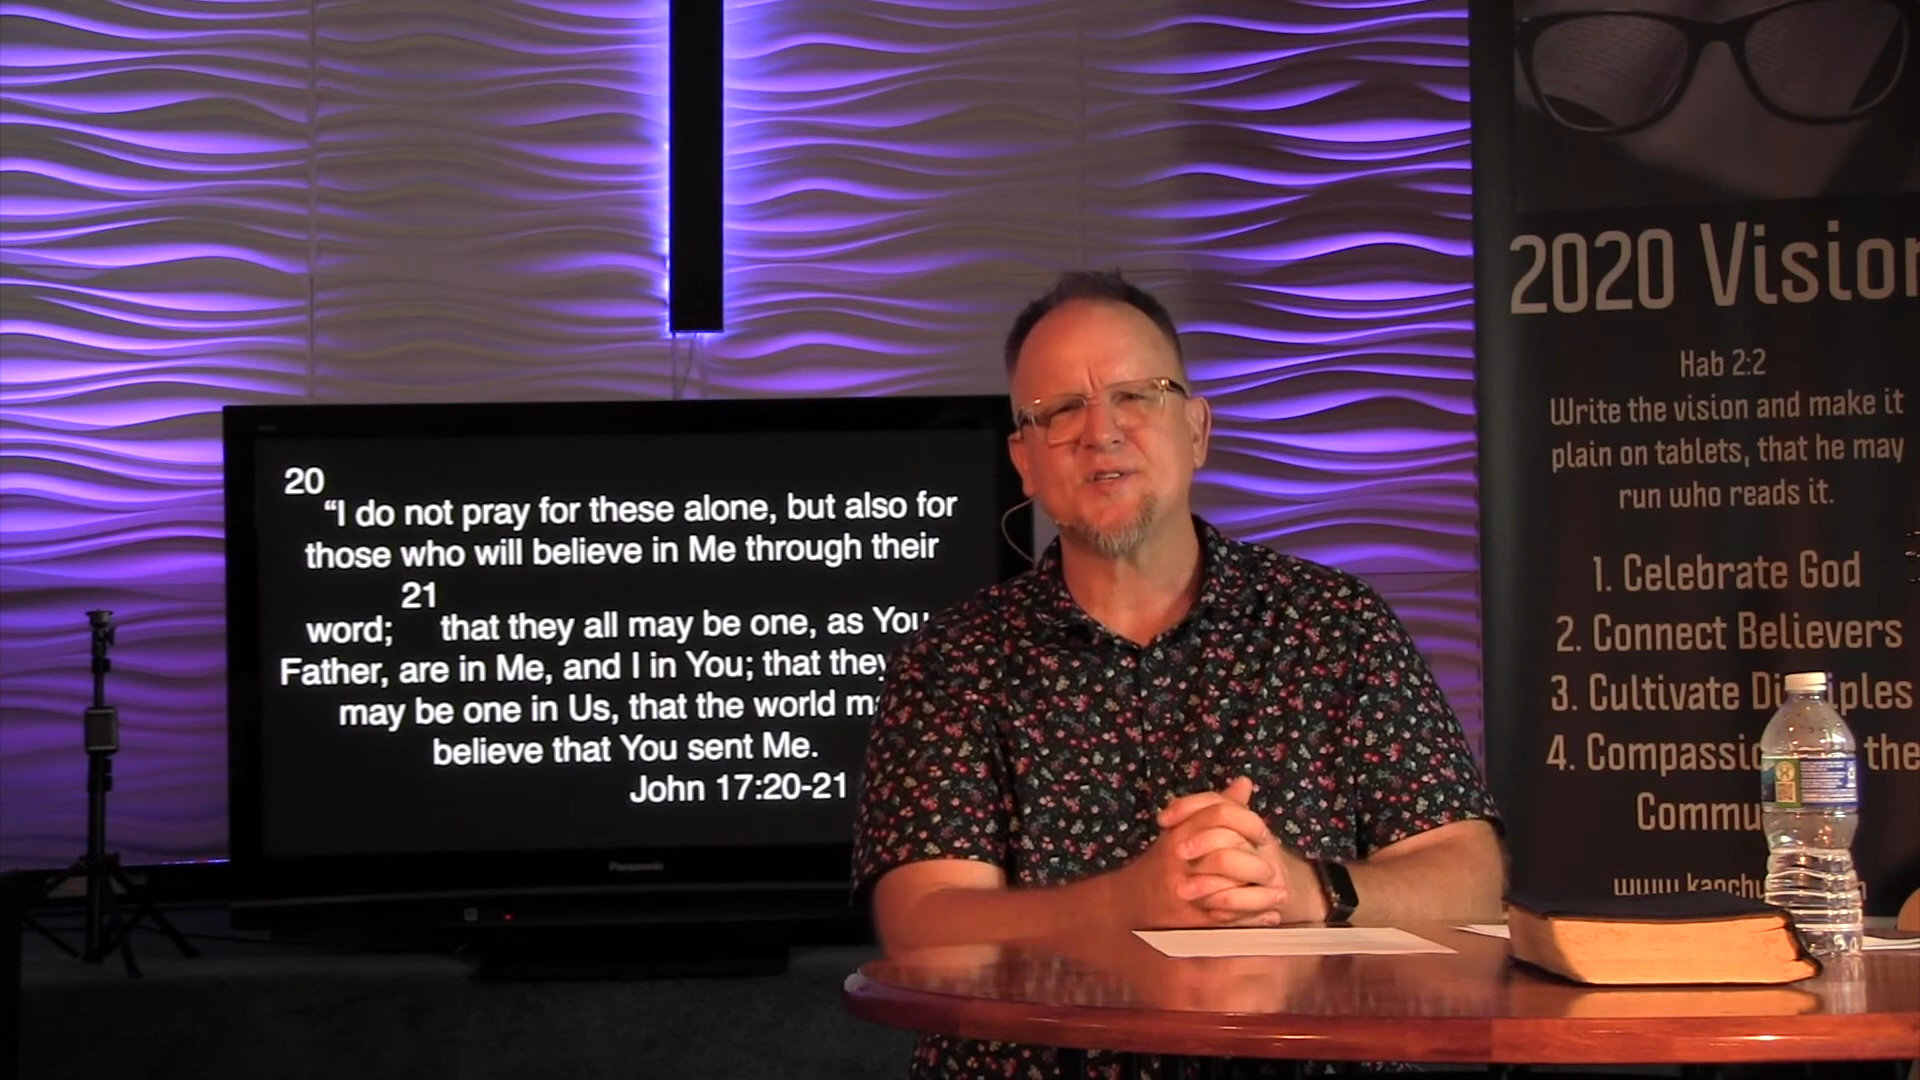 20
“I do not pray for these alone, but also for
those who will believe in Me through their
21
word; that they all may be one, as You,
Father, are in Me, and I in You; that they
may be one in Us, that the world
believe that You sent Me.
John 17:20-21
Panasonic
2020 Vision
Hab 2:2
Write the vision and make it
plain on tablets, that he may
run who reads it.
1. Celebrate God
2. Connect Believers
3. Cultivate
4. the